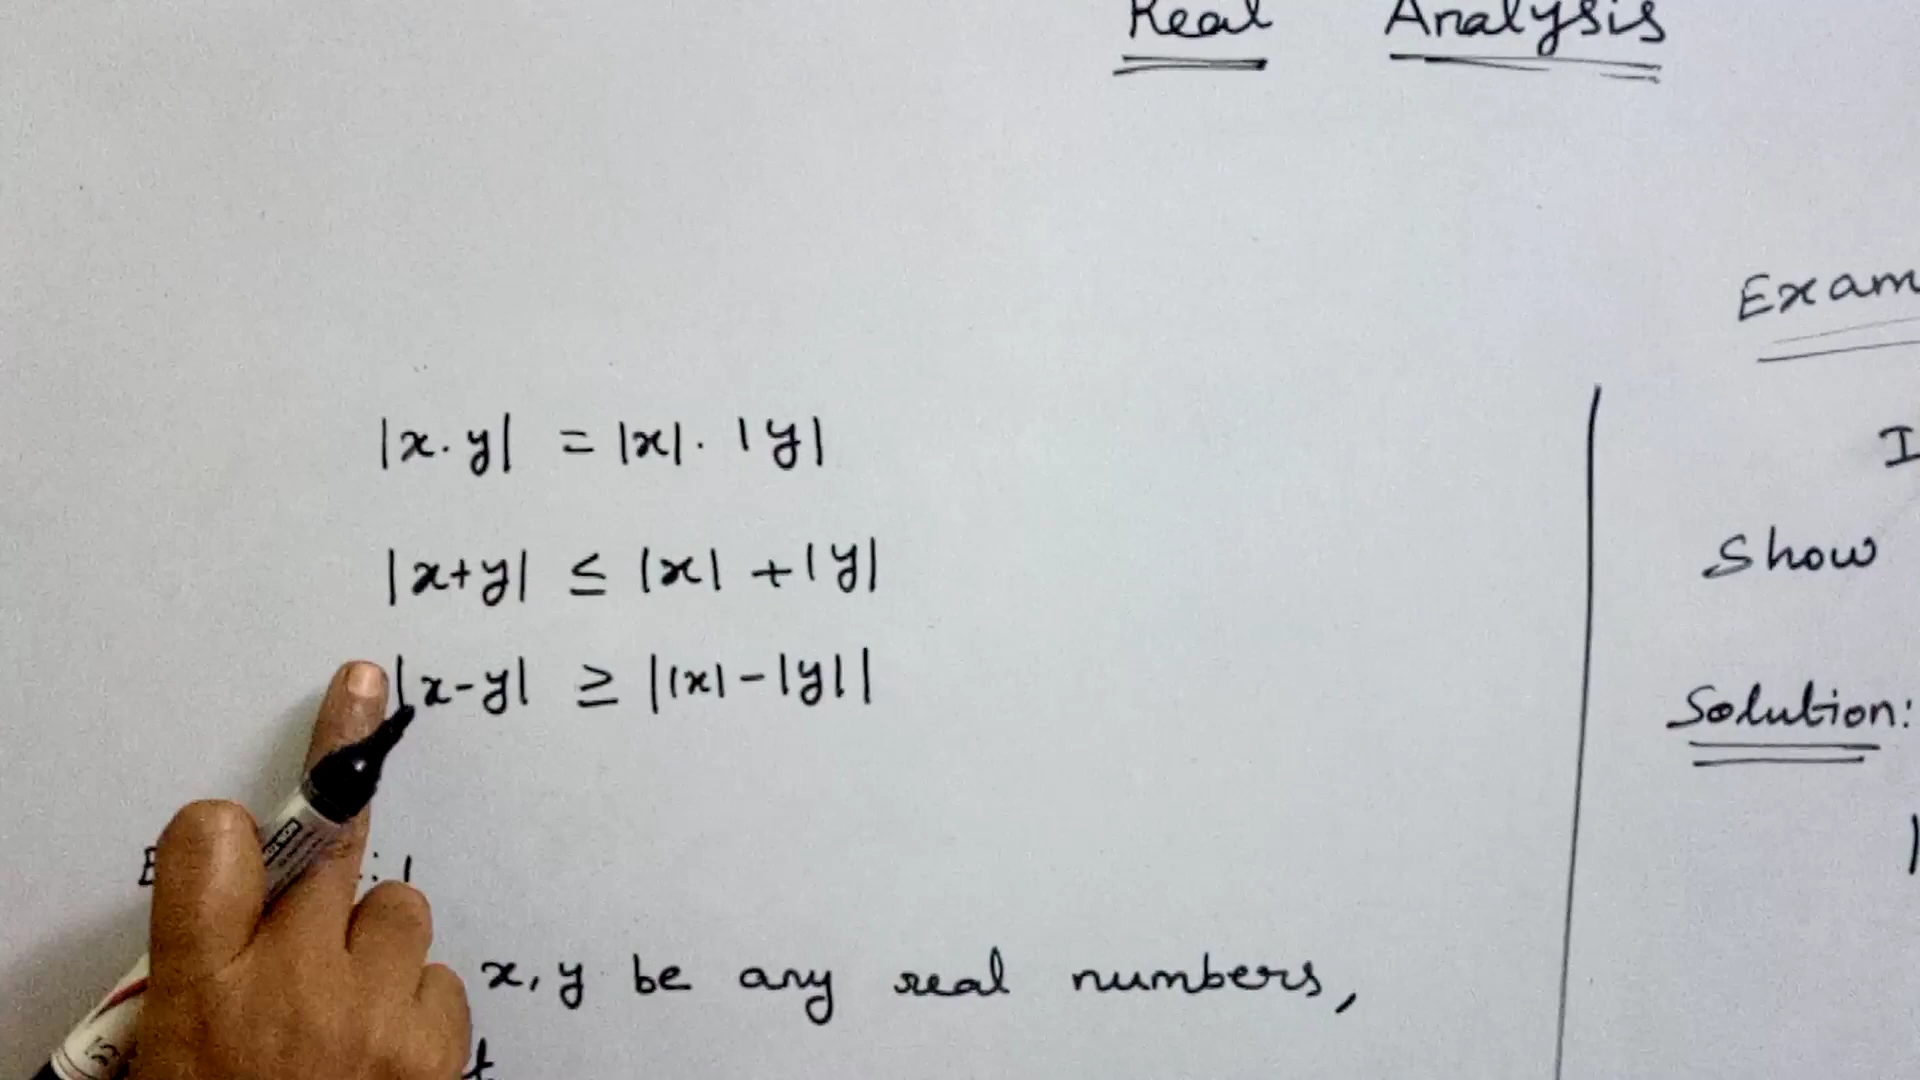 Real Analysis
|x.y| = |x|.|y|
|x+y| ≤ |x| + |y|
|x-y| ≥ ||x| - |y||
x, y be any real numbers,
Exam
I
Show
Solution: